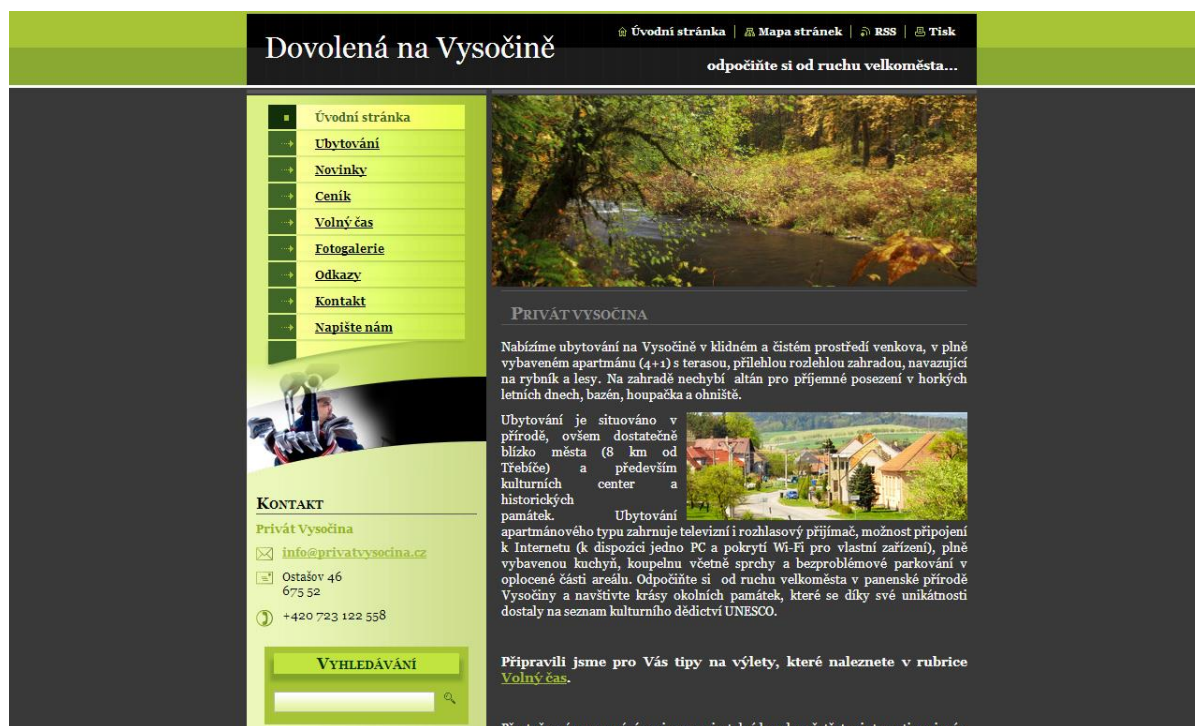 Dovolená na Vysočině
Úvodní stránka | Mapa stránek | RSS | Tisk
odpočiňte si od ruchu velkoměsta...
Úvodní stránka
Ubytování
Novinky
Ceník
Volný čas
Fotogalerie
Odkazy
Kontakt
Napište nám
Kontakt
Privát Vysočina
info@privatvysocina.cz
Ostašov 46
675 52
+420 723 122 558
Vyhledávání
Privát vysočina
Nabízíme ubytování na Vysočině v klidném a čistém prostředí venkova, v plně
vybaveném apartmánu (4+1) s terasou, přilehlou rozlehlou zahradou, navazující
na rybník a lesy. Na zahradě nechybí altán pro příjemné posezení v horkých
letních dnech, bazén, houpačka a ohniště.
Ubytování je situováno v
přírodě, ovšem dostatečně
blízko města (8 km od
Třebíče) a především
kulturních center a
historických
památek. Ubytování
apartmánového typu zahrnuje televizní i rozhlasový přijímač, možnost připojení
k Internetu (k dispozici jedno PC a pokrytí Wi-Fi pro vlastní zařízení), plně
vybavenou kuchyň, koupelnu včetně sprchy a bezproblémové parkování v
oplocené části areálu. Odpočiňte si od ruchu velkoměsta v panenské přírodě
Vysočiny a navštivte krásy okolních památek, které se díky své unikátnosti
dostaly na seznam kulturního dědictví UNESCO.
Připravili jsme pro Vás tipy na výlety, které naleznete v rubrice
Volný čas.